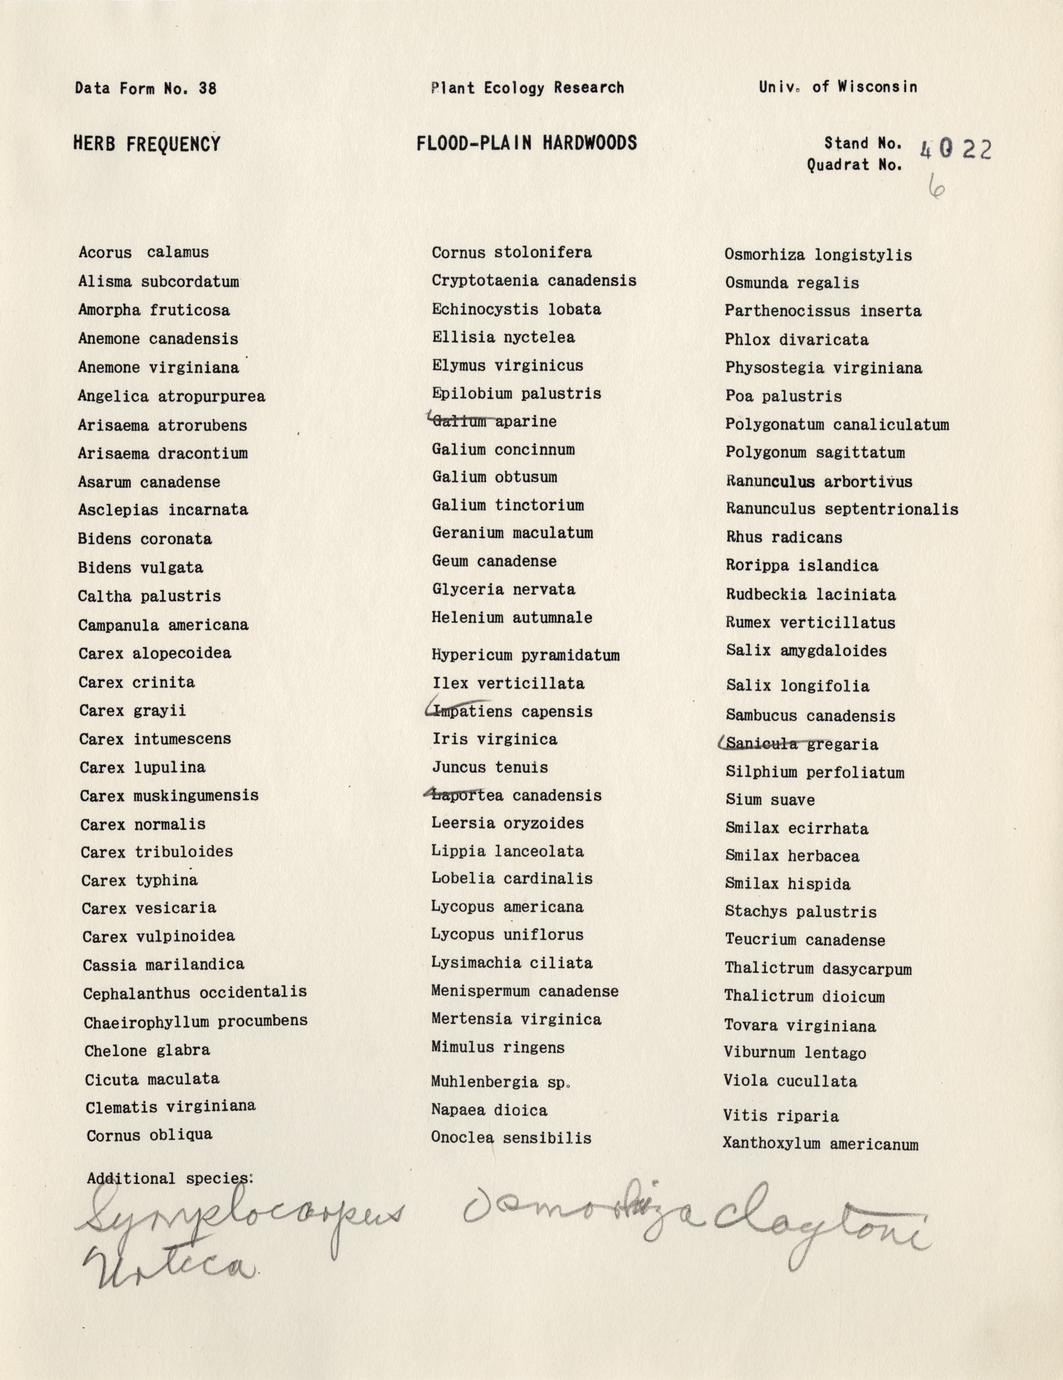 Data Form No. 38
Plant Ecology Research
Univ. of Wisconsin
HERB FREQUENCY
FLOOD-PLAIN HARDWOODS
Stand No. 4022
Quadrat No. 6
Acorus calamus
Alisma subcordatum
Amorpha fruticosa
Anemone canadensis
Anemone virginiana
Angelica atropurpurea
Arisaema atrorubens
Arisaema dracontium
Asarum canadense
Asclepias incarnata
Bidens coronata
Bidens vulgata
Caltha palustris
Campanula americana
Carex alopecoidea
Carex crinita
Carex grayii
Carex intumescens
Carex lupulina
Carex muskingumensis
Carex normalis
Carex tribuloides
Carex typhina
Carex vesicaria
Carex vulpinoidea
Cassia marilandica
Cephalanthus occidentalis
Chaeirophyllum procumbens
Chelone glabra
Cicuta maculata
Clematis virginiana
Cornus obliqua
Cornus stolonifera
Cryptotaenia canadensis
Echinocystis lobata
Ellisia nyctelea
Elymus virginicus
Epilobium palustris
Galium aparine
Galium concinnum
Galium obtusum
Galium tinctorium
Geranium maculatum
Geum canadense
Glyceria nervata
Helenium autumnale
Hypericum pyramidatum
Ilex verticillata
Impatiens capensis
Iris virginica
Juncus tenuis
Laportea canadensis
Leersia oryzoides
Lippia lanceolata
Lobelia cardinalis
Lycopus americana
Lycopus uniflorus
Lysimachia ciliata
Menispermum canadense
Mertensia virginica
Mimulus ringens
Muhlenbergia sp.
Napaea dioica
Onoclea sensibilis
Osmorhiza longistylis
Osmunda regalis
Parthenocissus inserta
Phlox divaricata
Physostegia virginiana
Poa palustris
Polygonatum canaliculatum
Polygonum sagittatum
Ranunculus arbortivus
Ranunculus septentrionalis
Rhus radicans
Rorippa islandica
Rudbeckia laciniata
Rumex verticillatus
Salix amygdaloides
Salix longifolia
Sambucus canadensis
Sanicula gregaria
Silphium perfoliatum
Sium suave
Smilax ecirrhata
Smilax herbacea
Smilax hispida
Stachys palustris
Teucrium canadense
Thalictrum dasycarpum
Thalictrum dioicum
Tovara virginiana
Viburnum lentago
Viola cucullata
Vitis riparia
Xanthoxylum americanum
Additional species:
Symplocarpus Osmorhiza claytoni
Urtica